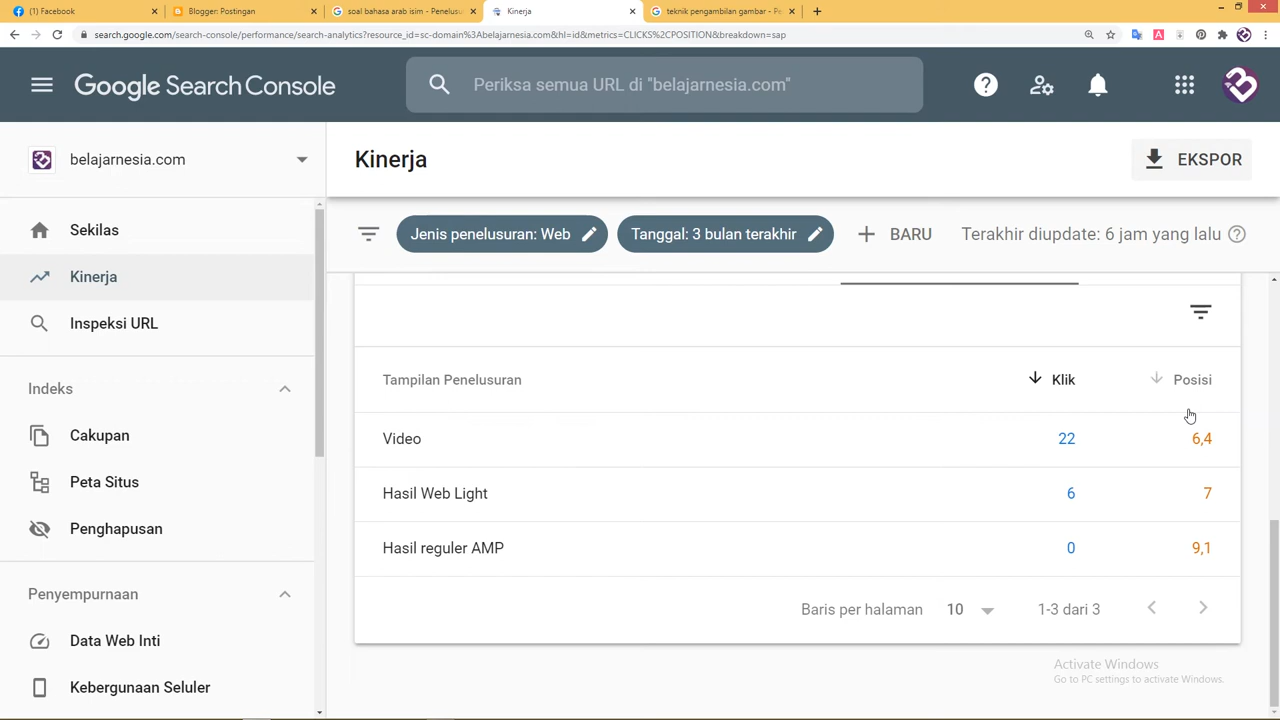 (1) Facebook
Blogger: Postingan
soal bahasa arab isim - Penelusu
Kinerja
teknik pengambilan gambar - Pe
search.google.com/search-console/performance/search-analytics?resource_id=sc-domain%3Abelajarnesia.com&hl=id&metrics=CLICKS%2CPOSITION&breakdown=sap
Google Search Console
Periksa semua URL di "belajarnesia.com"
belajarnesia.com
Kinerja
EKSPOR
Sekilas
Kinerja
Inspeksi URL
Indeks
Cakupan
Peta Situs
Penghapusan
Penyempurnaan
Data Web Inti
Kebergunaan Seluler
Jenis penelusuran: Web
Tanggal: 3 bulan terakhir
BARU
Terakhir diupdate: 6 jam yang lalu
Tampilan Penelusuran Klik Posisi
Video 22 6,4
Hasil Web Light 6 7
Hasil reguler AMP 0 9,1
Baris per halaman 10 1-3 dari 3
Activate Windows
Go to PC settings to activate Windows.